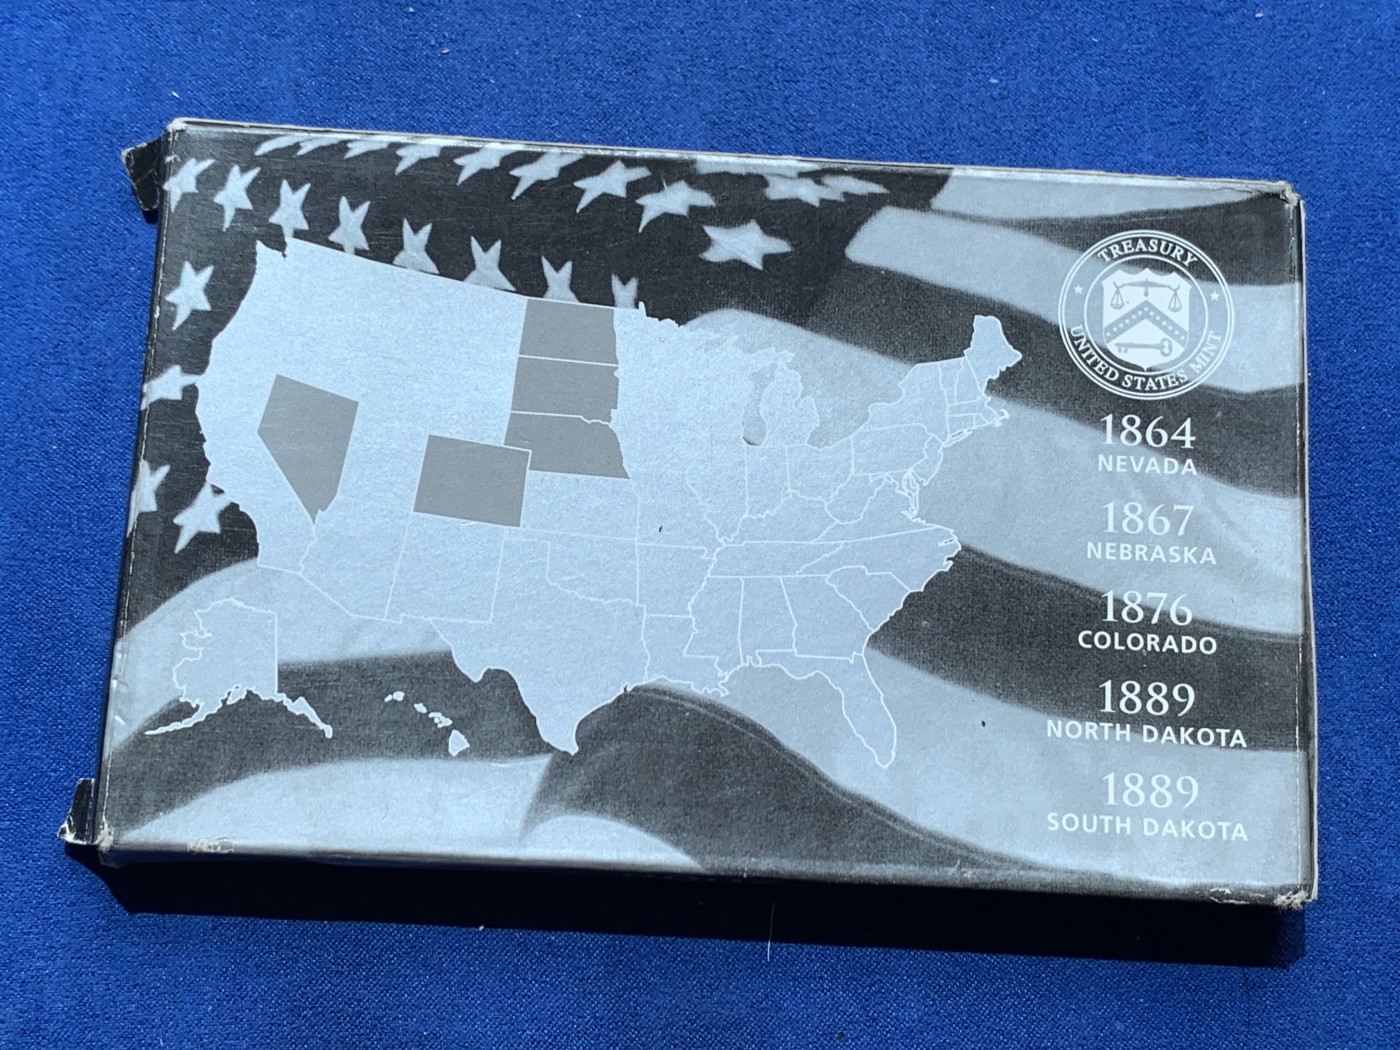 TREASURY
UNITED STATES MINT
1864
NEVADA
1867
NEBRASKA
1876
COLORADO
1889
NORTH DAKOTA
1889
SOUTH DAKOTA